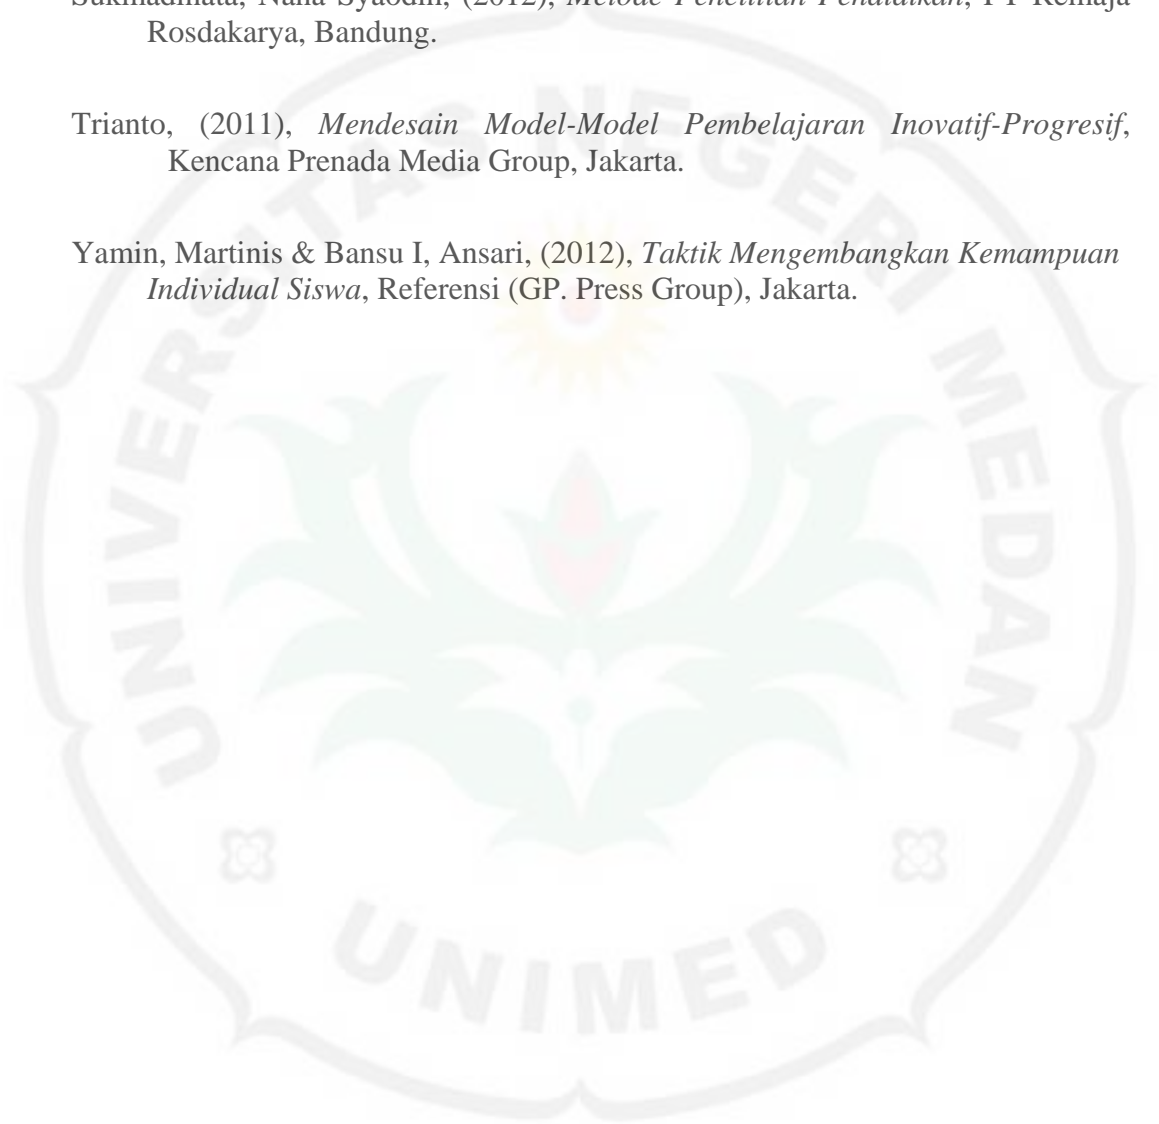 Sukmadinata, Nana Syaodih, (2012), Metode Penelitian Pendidikan, PT Remaja
Rosdakarya, Bandung.
Trianto, (2011), Mendesain Model-Model Pembelajaran Inovatif-Progresif,
Kencana Prenada Media Group, Jakarta.
Yamin, Martinis & Bansu I, Ansari, (2012), Taktik Mengembangkan Kemampuan
Individual Siswa, Referensi (GP. Press Group), Jakarta.
UNIVERSITAS NEGERI MEDAN
UNIMED